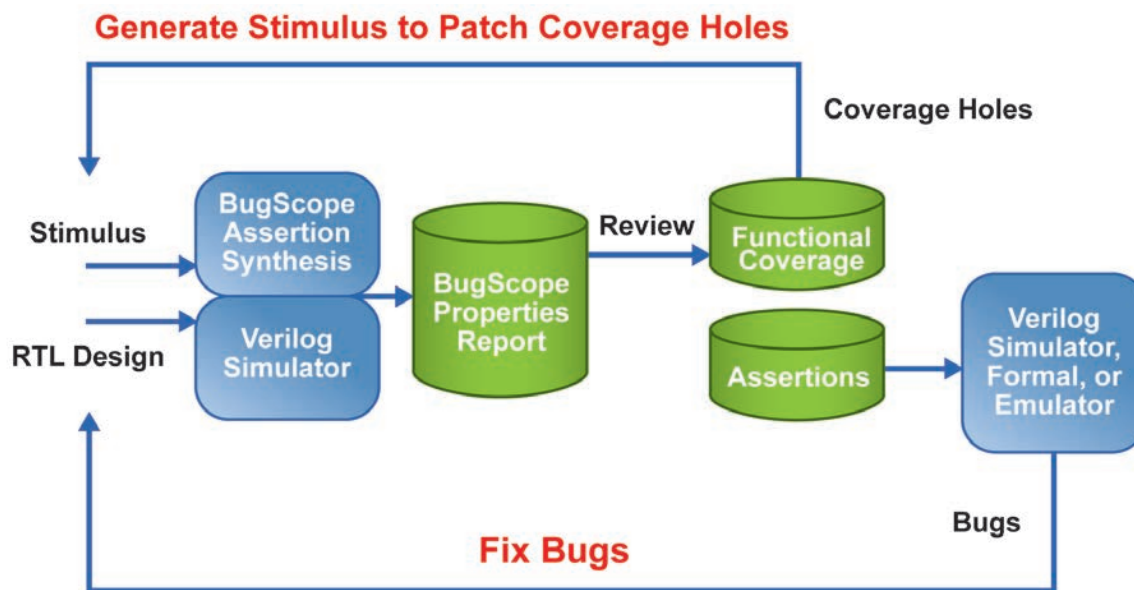 Generate Stimulus to Patch Coverage Holes
Coverage Holes
Stimulus
RTL Design
BugScope
Assertion
Synthesis
Verilog
Simulator
BugScope
Properties
Report
Review
Functional
Coverage
Assertions
Verilog
Simulator,
Formal, or
Emulator
Bugs
Fix Bugs